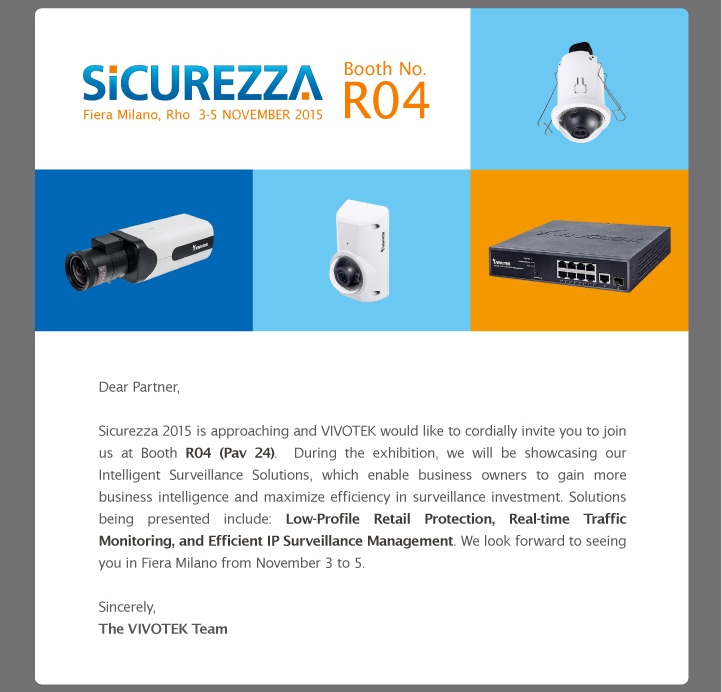 SiCUREZZA
Fiera Milano, Rho 3-5 NOVEMBER 2015
Booth No.
R04
VIVOTEK
VIVOTEK
VIVOTEK
Dear Partner,
Sicurezza 2015 is approaching and VIVOTEK would like to cordially invite you to join
us at Booth R04 (Pav 24). During the exhibition, we will be showcasing our
Intelligent Surveillance Solutions, which enable business owners to gain more
business intelligence and maximize efficiency in surveillance investment. Solutions
being presented include: Low-Profile Retail Protection, Real-time Traffic
Monitoring, and Efficient IP Surveillance Management. We look forward to seeing
you in Fiera Milano from November 3 to 5.
Sincerely,
The VIVOTEK Team